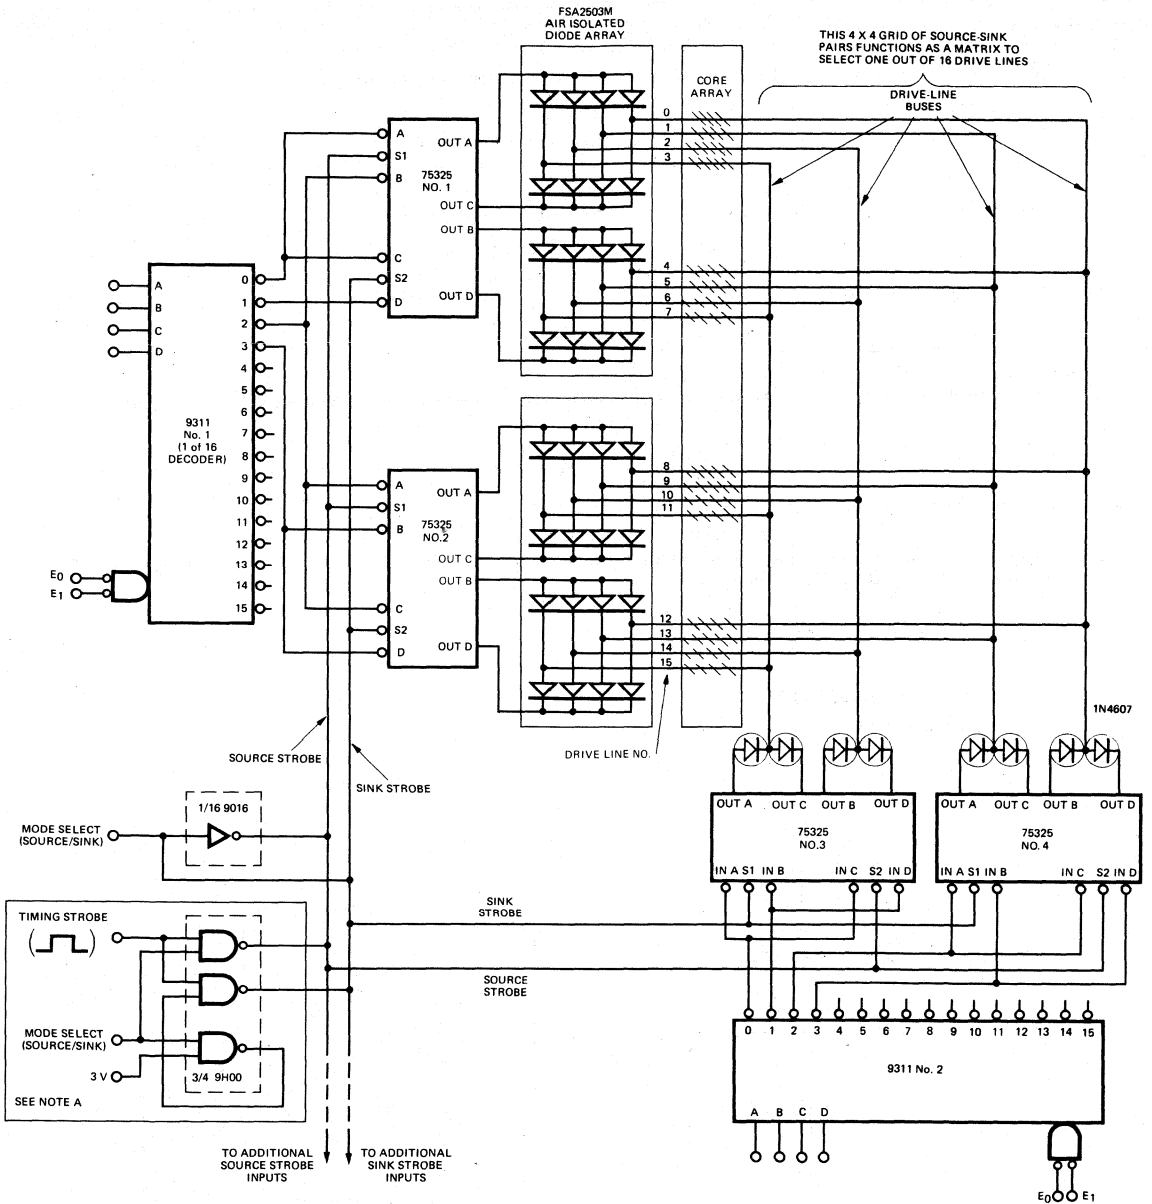 FSA2503M
AIR ISOLATED
DIODE ARRAY
THIS 4 X 4 GRID OF SOURCE-SINK
PAIRS FUNCTIONS AS A MATRIX TO
SELECT ONE OUT OF 16 DRIVE LINES
CORE
ARRAY
DRIVE-LINE
BUSES
0
1
2
3
4
5
6
7
8
9
10
11
12
13
14
15
DRIVE LINE NO.
A
S1
B
C
S2
D
75325
NO. 1
OUT A
OUT C
OUT B
OUT D
A
B
C
D
9311
No. 1
(1 of 16
DECODER)
0
1
2
3
4
5
6
7
8
9
10
11
12
13
14
15
E0
E1
A
S1
B
C
S2
D
75325
NO.2
OUT A
OUT C
OUT B
OUT D
SOURCE STROBE
SINK STROBE
1N4607
OUT A OUT C OUT B OUT D
75325
NO.3
IN A S1 IN B IN C S2 IN D
OUT A OUT C OUT B OUT D
75325
NO. 4
IN A S1 IN B IN C S2 IN D
1/16 9016
MODE SELECT
(SOURCE/SINK)
TIMING STROBE
MODE SELECT
(SOURCE/SINK)
3 V
3/4 9H00
SEE NOTE A
SINK
STROBE
SOURCE
STROBE
0 1 2 3 4 5 6 7 8 9 10 11 12 13 14 15
9311 No. 2
A B C D
E0 E1
TO ADDITIONAL
SOURCE STROBE
INPUTS
TO ADDITIONAL
SINK STROBE
INPUTS